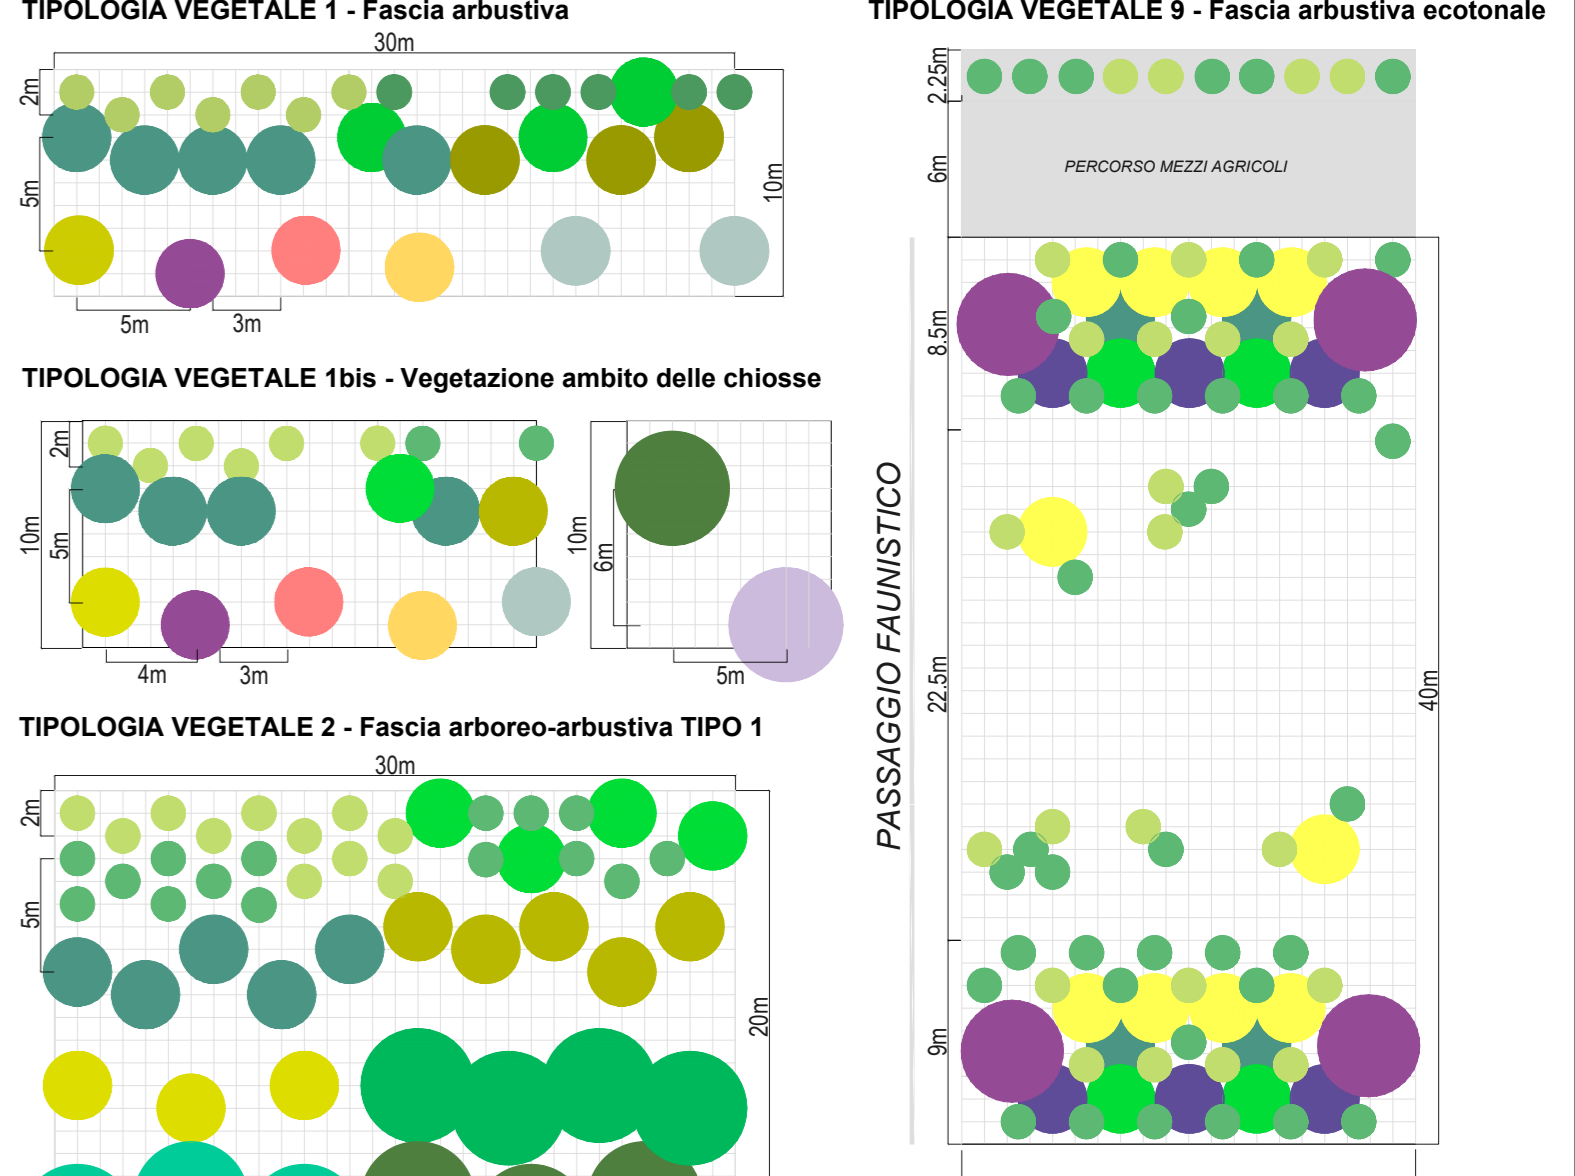 TIPOLOGIA VEGETALE 1 - Fascia arbustiva
30m
2m
5m
10m
5m
3m
TIPOLOGIA VEGETALE 1bis - Vegetazione ambito delle chiosse
2m
10m
5m
4m
3m
10m
6m
5m
TIPOLOGIA VEGETALE 2 - Fascia arboreo-arbustiva TIPO 1
30m
2m
5m
20m
TIPOLOGIA VEGETALE 9 - Fascia arbustiva ecotonale
2.25m
6m
PERCORSO MEZZI AGRICOLI
8.5m
PASSAGGIO FAUNISTICO
22.5m
40m
9m